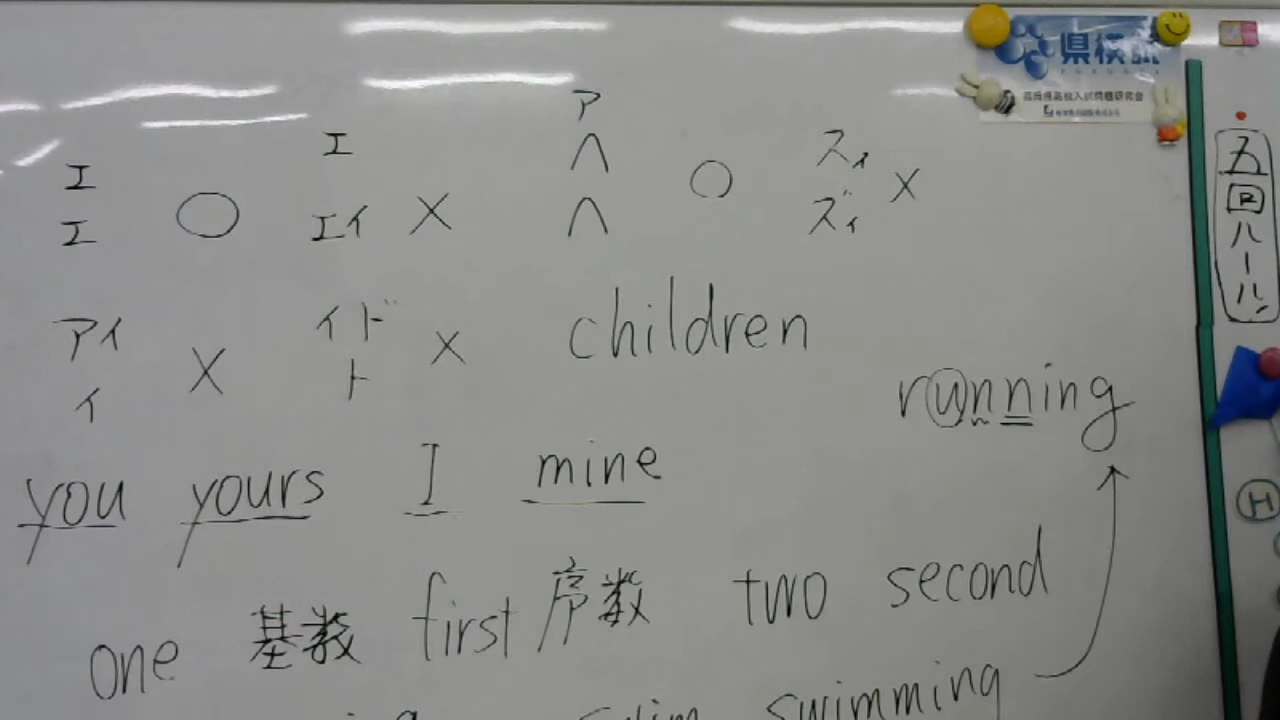 エ エ ○
エ エイ ×
ア ∧ ∧ ○
スィ ズィ ×
アイ イ ×
イド ト ×
children
running
you yours I mine
one 基数 first 序数 two second
swimming
県模試
FUKUSHIMA
五回ルール
H